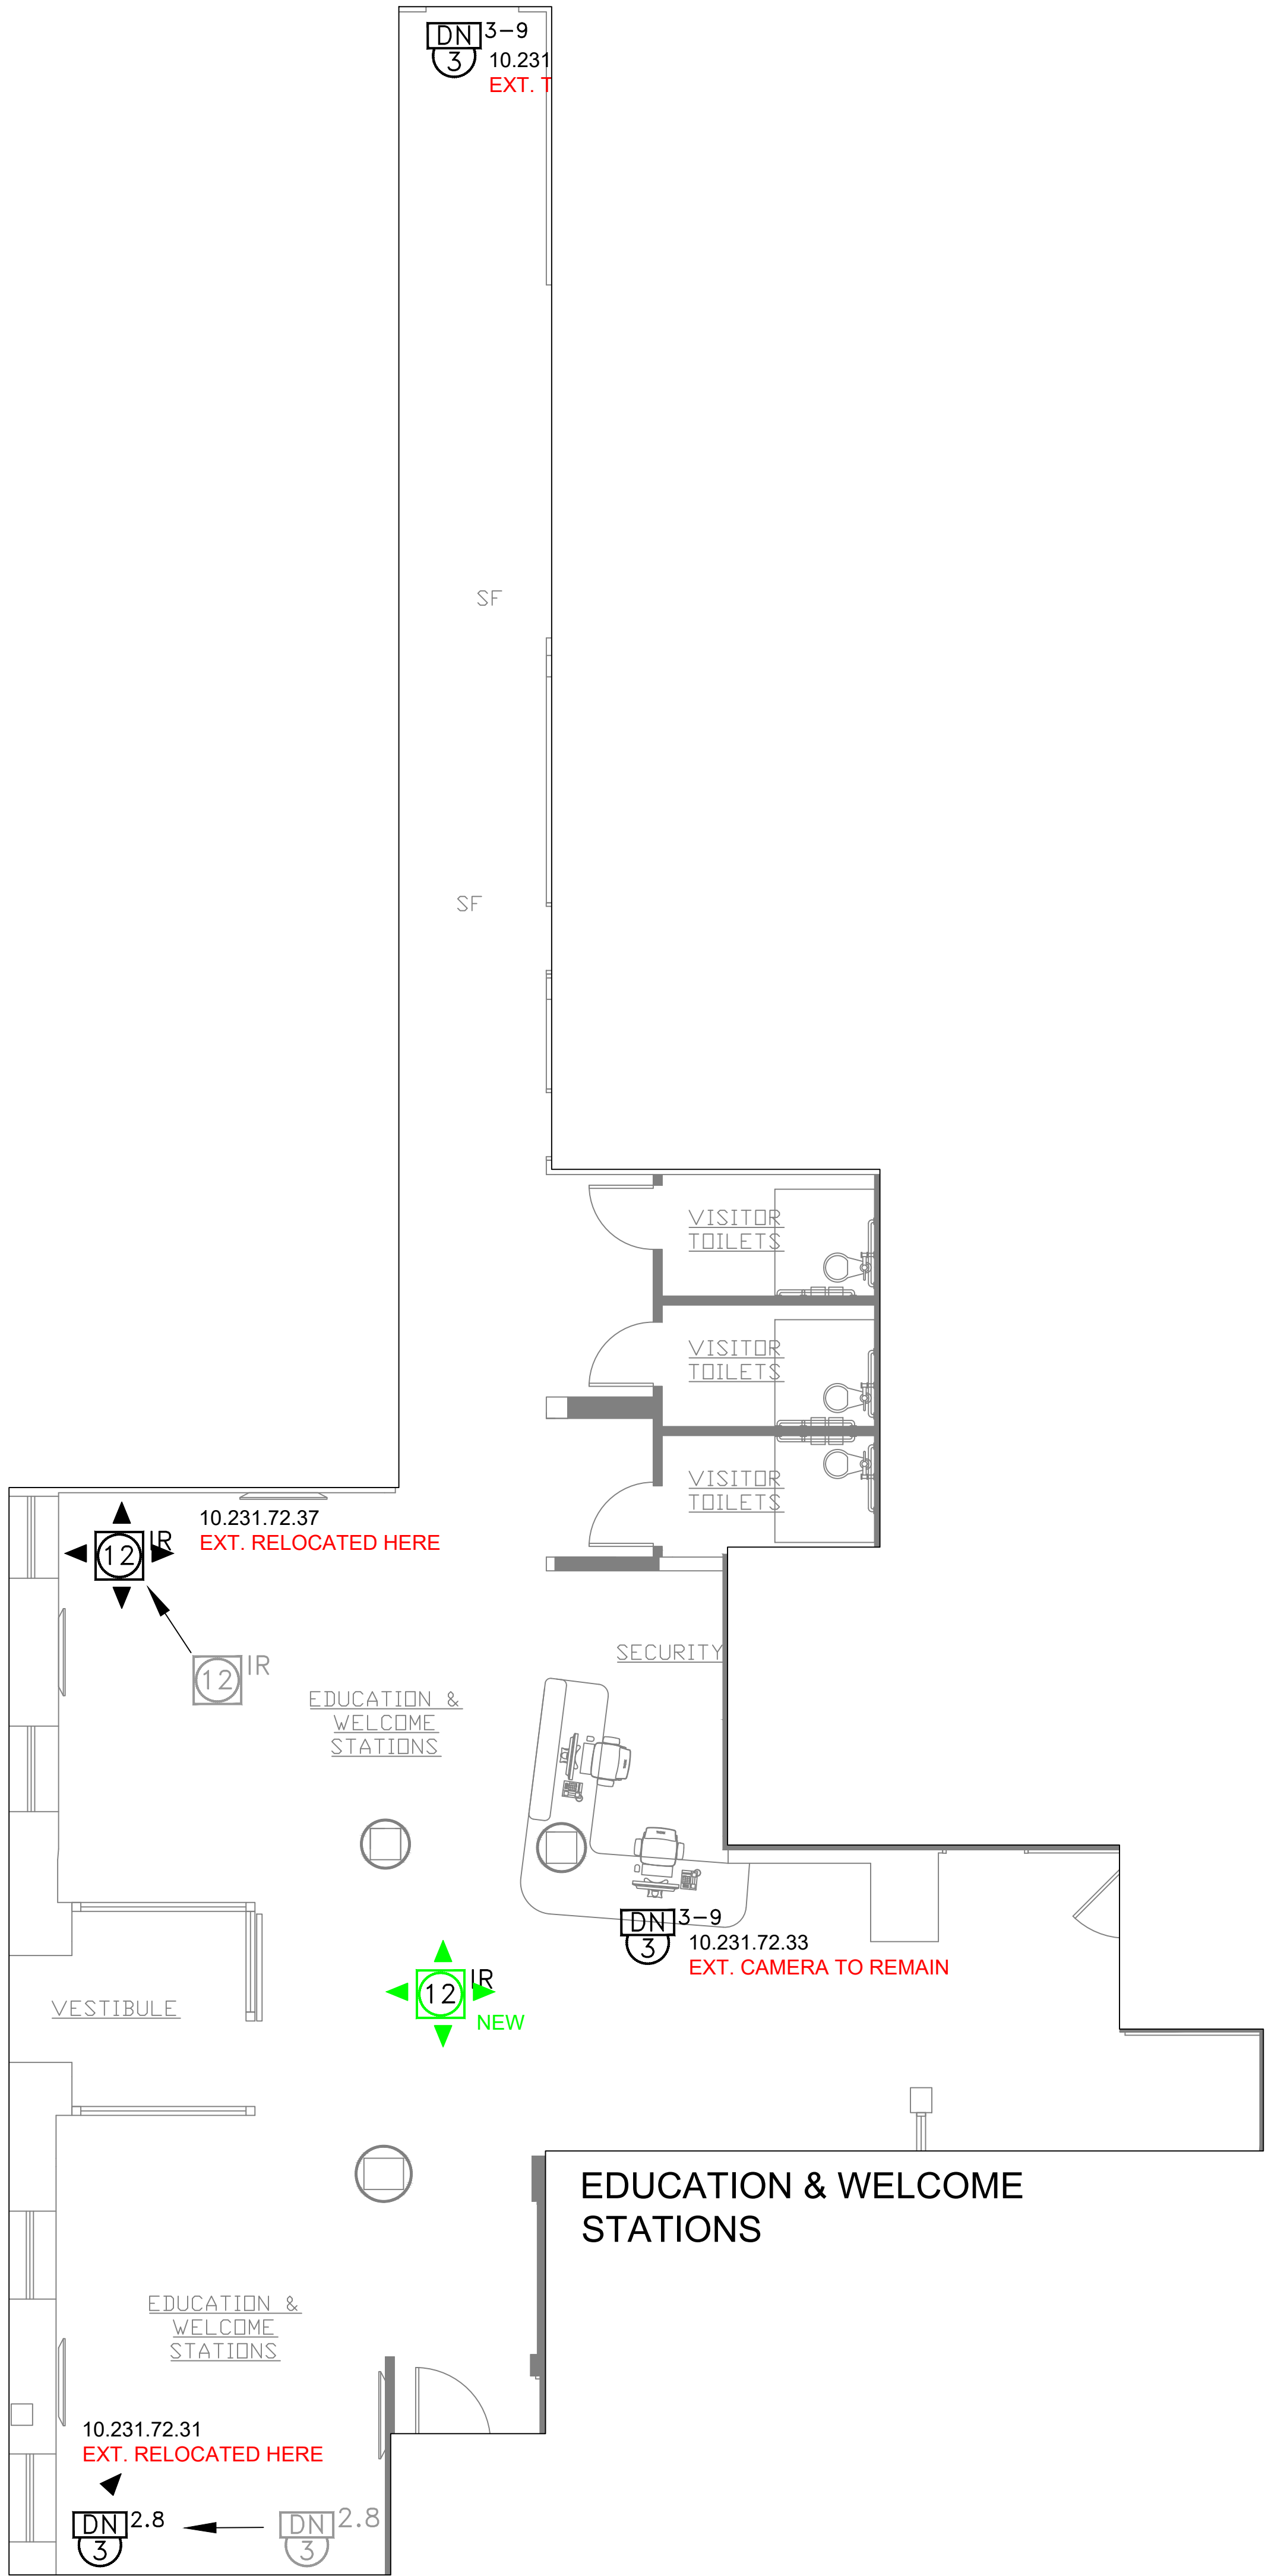 DN 3-9
3
10.231
EXT. T
SF
SF
VISITOR
TOILETS
VISITOR
TOILETS
VISITOR
TOILETS
12 IR
10.231.72.37
EXT. RELOCATED HERE
12 IR
SECURITY
EDUCATION &
WELCOME
STATIONS
DN 3-9
3
10.231.72.33
EXT. CAMERA TO REMAIN
12 IR
NEW
VESTIBULE
EDUCATION & WELCOME
STATIONS
EDUCATION &
WELCOME
STATIONS
10.231.72.31
EXT. RELOCATED HERE
DN 2.8
3
DN 2.8
3